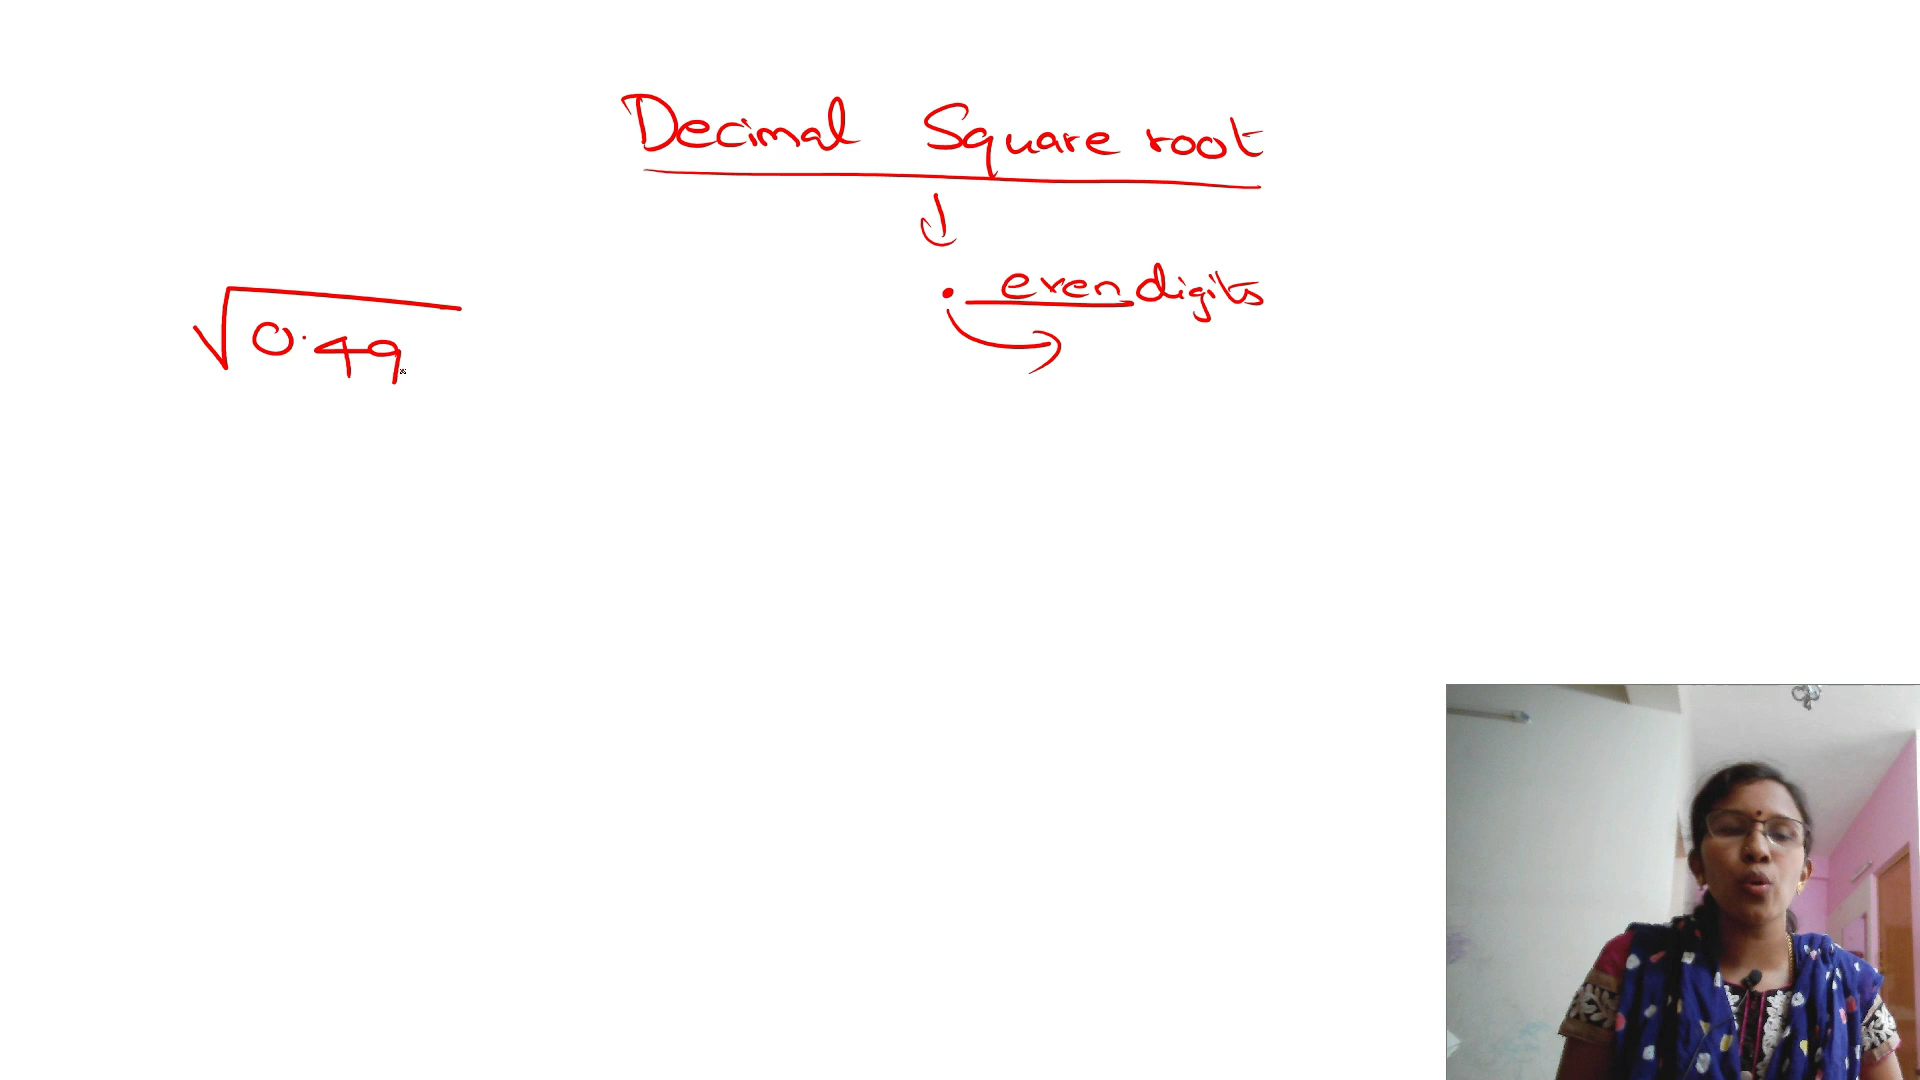 Decimal Square root
. even digits
√0.49